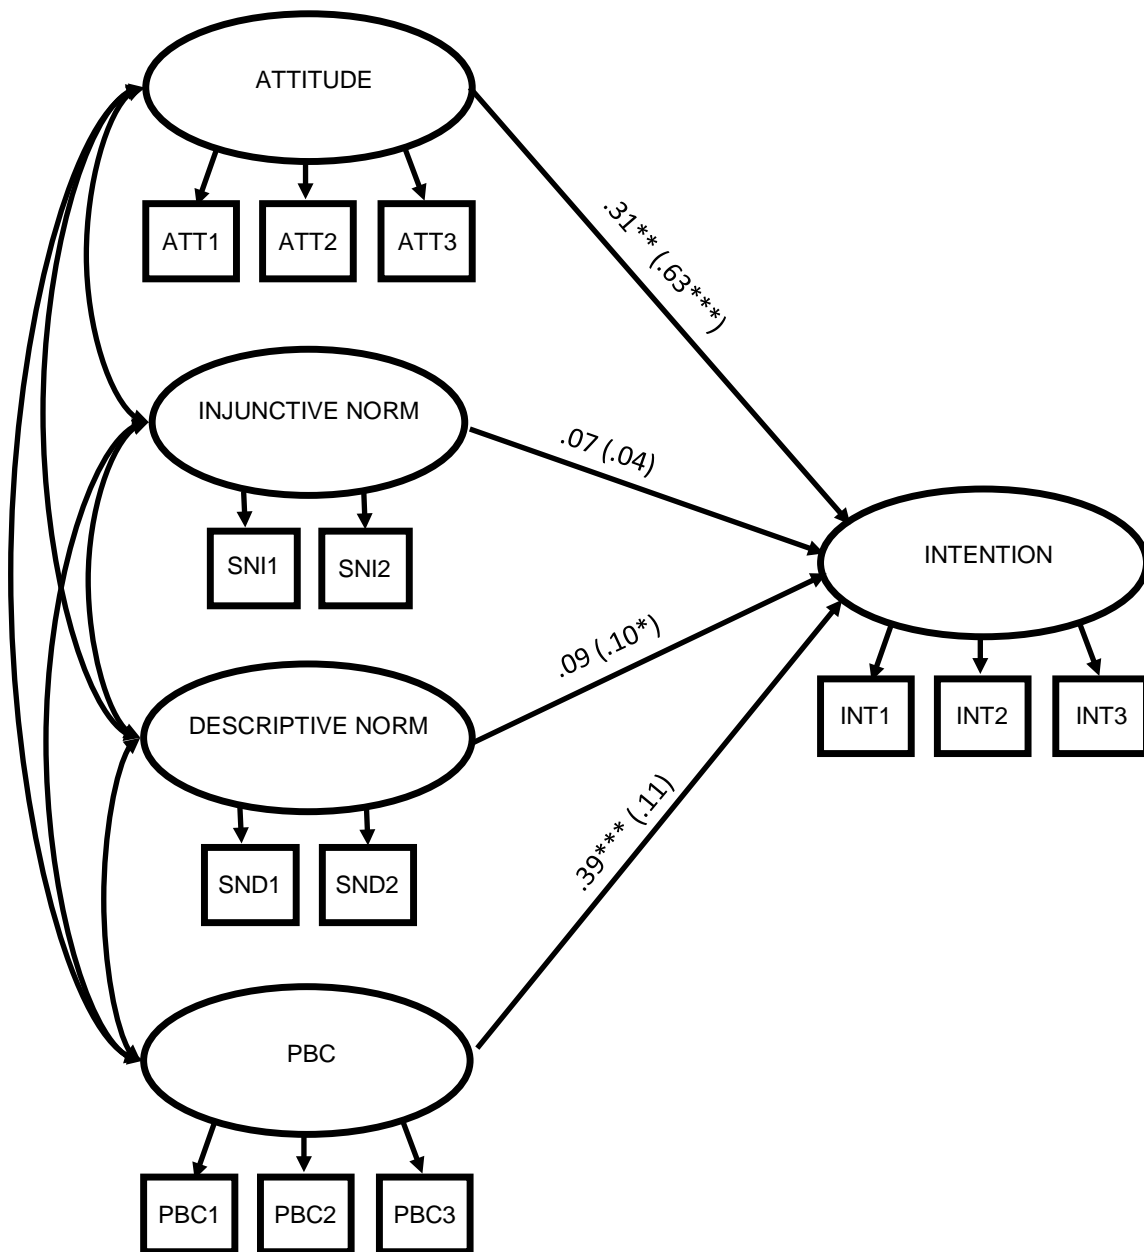 ATTITUDE
ATT1 ATT2 ATT3
.31** (.63***)
INJUNCTIVE NORM
.07 (.04)
SNI1 SNI2
INTENTION
INT1 INT2 INT3
DESCRIPTIVE NORM
.09 (.10*)
SND1 SND2
.39*** (.11)
PBC
PBC1 PBC2 PBC3